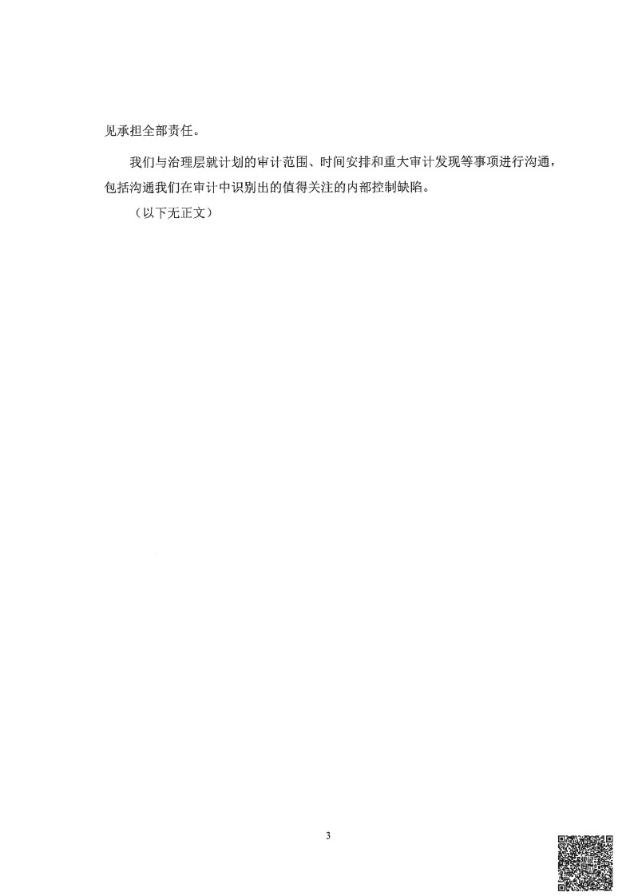 见承担全部责任。
我们与治理层就计划的审计范围、时间安排和重大审计发现等事项进行沟通，
包括沟通我们在审计中识别出的值得关注的内部控制缺陷。
（以下无正文）
3